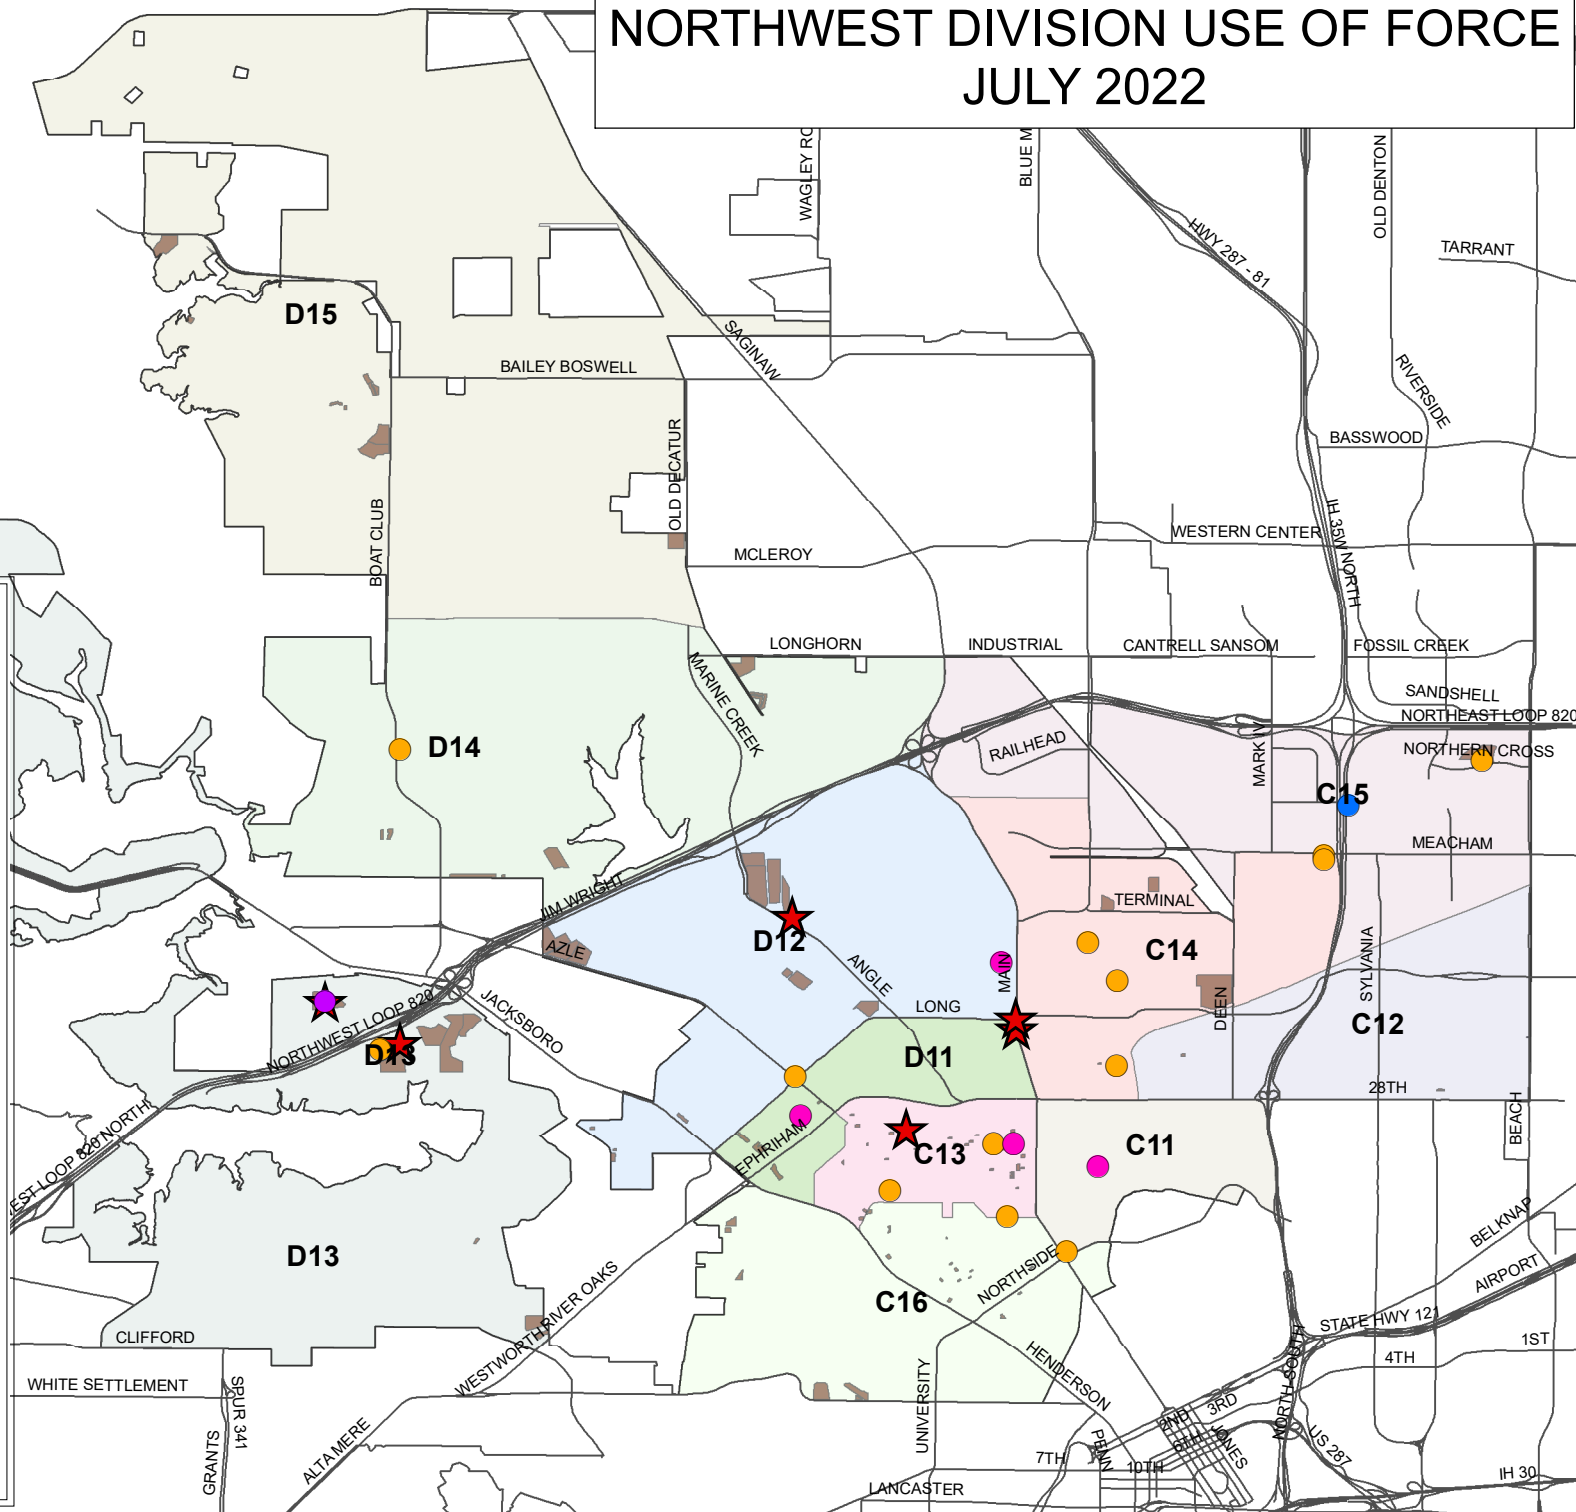 NORTHWEST DIVISION USE OF FORCE
JULY 2022
WAGLEY RO
BLUE M
OLD DENTON
HWY 287 - 81
TARRANT
D15
SAGINAW
BAILEY BOSWELL
RIVERSIDE
OLD DECATUR
BASSWOOD
BOAT CLUB
IH 35W NORTH
WESTERN CENTER
MCLEROY
LONGHORN
INDUSTRIAL
CANTRELL SANSOM
FOSSIL CREEK
MARINE CREEK
SANDSHELL
NORTHEAST LOOP 820
D14
RAILHEAD
MARK IV
NORTHERN CROSS
C15
MEACHAM
JIM WRIGHT
TERMINAL
AZLE
D12
ANGLE
MAIN
C14
SYLVANIA
NORTHWEST LOOP 820
JACKSBORO
LONG
DEEN
C12
D13
D11
28TH
BEACH
EST LOOP 820 NORTH
EPHRIHAM
C13
C11
D13
BELKNAP
WESTWORTH
RIVER OAKS
NORTHSIDE
AIRPORT
C16
STATE HWY 121
CLIFFORD
1ST
HENDERSON
4TH
NORTH-SOUTH
WHITE SETTLEMENT
SPUR 341
UNIVERSITY
2ND
3RD
JONES
US 287
GRANTS
ALTA MERE
PENN
6TH
7TH
10TH
IH 30
LANCASTER